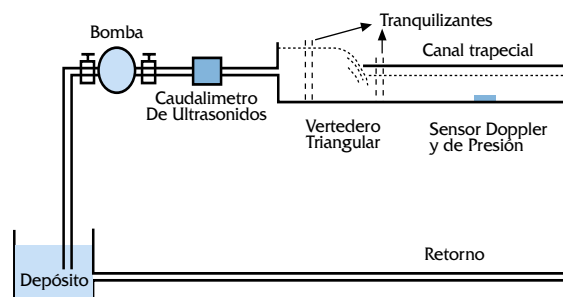 Tranquilizantes
Bomba
Canal trapecial
Caudalimetro
De Ultrasonidos
Vertedero
Triangular
Sensor Doppler
y de Presión
Retorno
Depósito